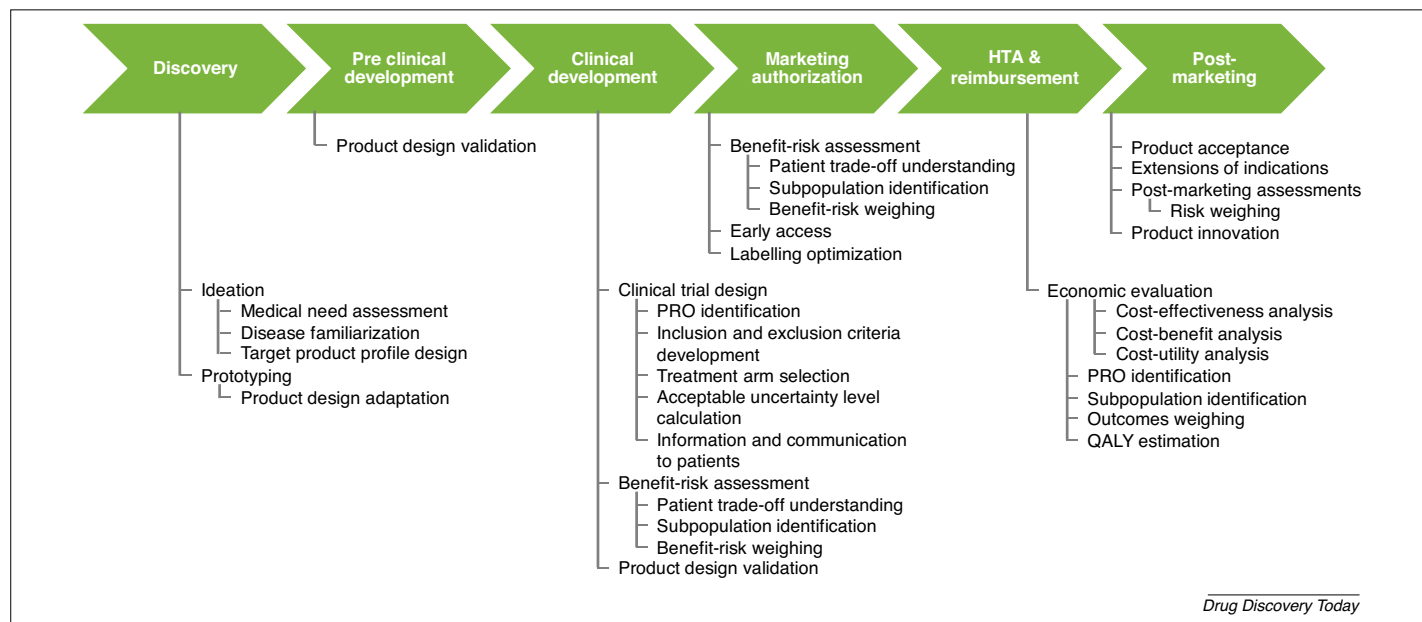 Discovery
Pre clinical
development
Clinical
development
Marketing
authorization
HTA &
reimbursement
Post-
marketing
Ideation
Medical need assessment
Disease familiarization
Target product profile design
Prototyping
Product design adaptation
Product design validation
Clinical trial design
PRO identification
Inclusion and exclusion criteria
development
Treatment arm selection
Acceptable uncertainty level
calculation
Information and communication
to patients
Benefit-risk assessment
Patient trade-off understanding
Subpopulation identification
Benefit-risk weighing
Product design validation
Benefit-risk assessment
Patient trade-off understanding
Subpopulation identification
Benefit-risk weighing
Early access
Labelling optimization
Economic evaluation
Cost-effectiveness analysis
Cost-benefit analysis
Cost-utility analysis
PRO identification
Subpopulation identification
Outcomes weighing
QALY estimation
Product acceptance
Extensions of indications
Post-marketing assessments
Risk weighing
Product innovation
Drug Discovery Today